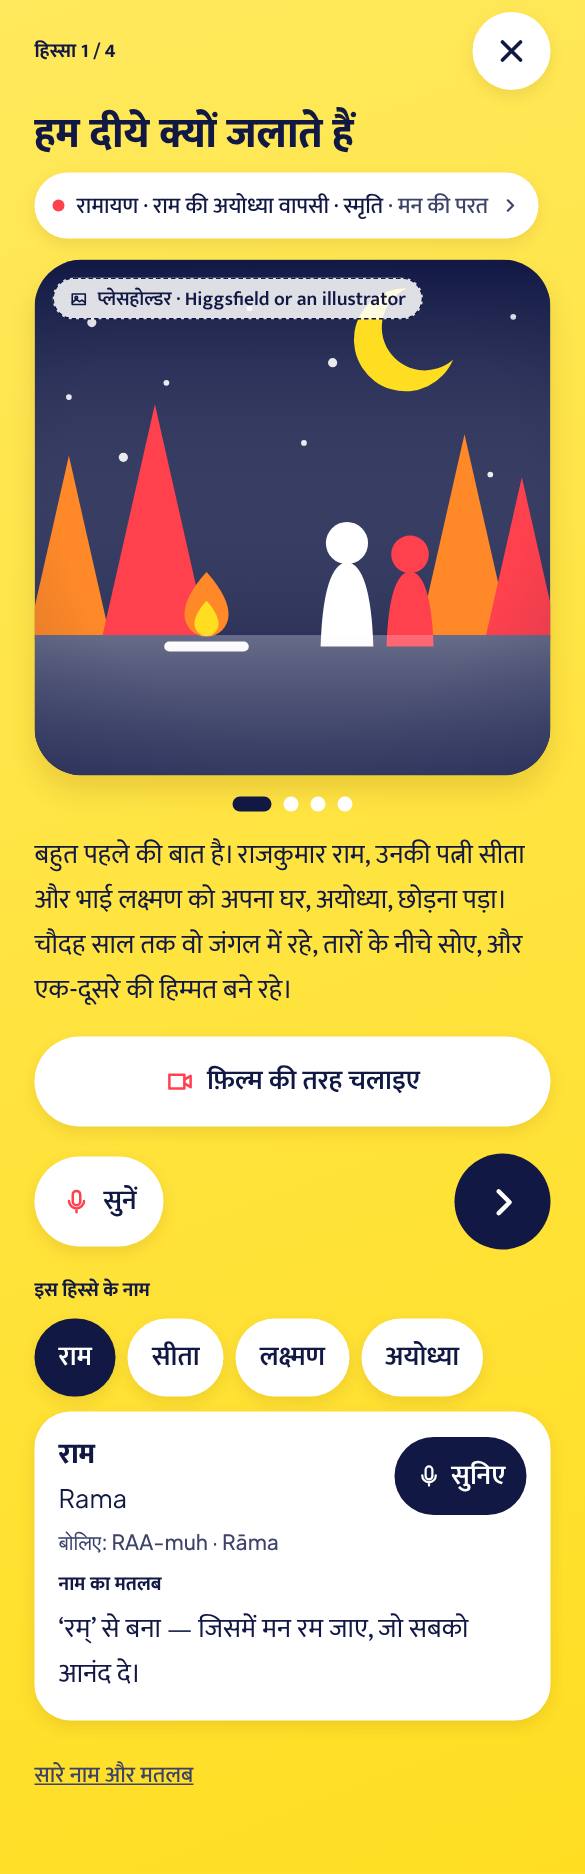 हिस्सा 1 / 4
हम दीये क्यों जलाते हैं
रामायण · राम की अयोध्या वापसी · स्मृति · मन की परत
प्लेसहोल्डर · Higgsfield or an illustrator
बहुत पहले की बात है। राजकुमार राम, उनकी पत्नी सीता
और भाई लक्ष्मण को अपना घर, अयोध्या, छोड़ना पड़ा।
चौदह साल तक वो जंगल में रहे, तारों के नीचे सोए, और
एक-दूसरे की हिम्मत बने रहे।
फ़िल्म की तरह चलाइए
सुनें
इस हिस्से के नाम
राम सीता लक्ष्मण अयोध्या
राम
सुनिए
Rama
बोलिए: RAA-muh · Rāma
नाम का मतलब
‘रम्’ से बना — जिसमें मन रम जाए, जो सबको
आनंद दे।
सारे नाम और मतलब